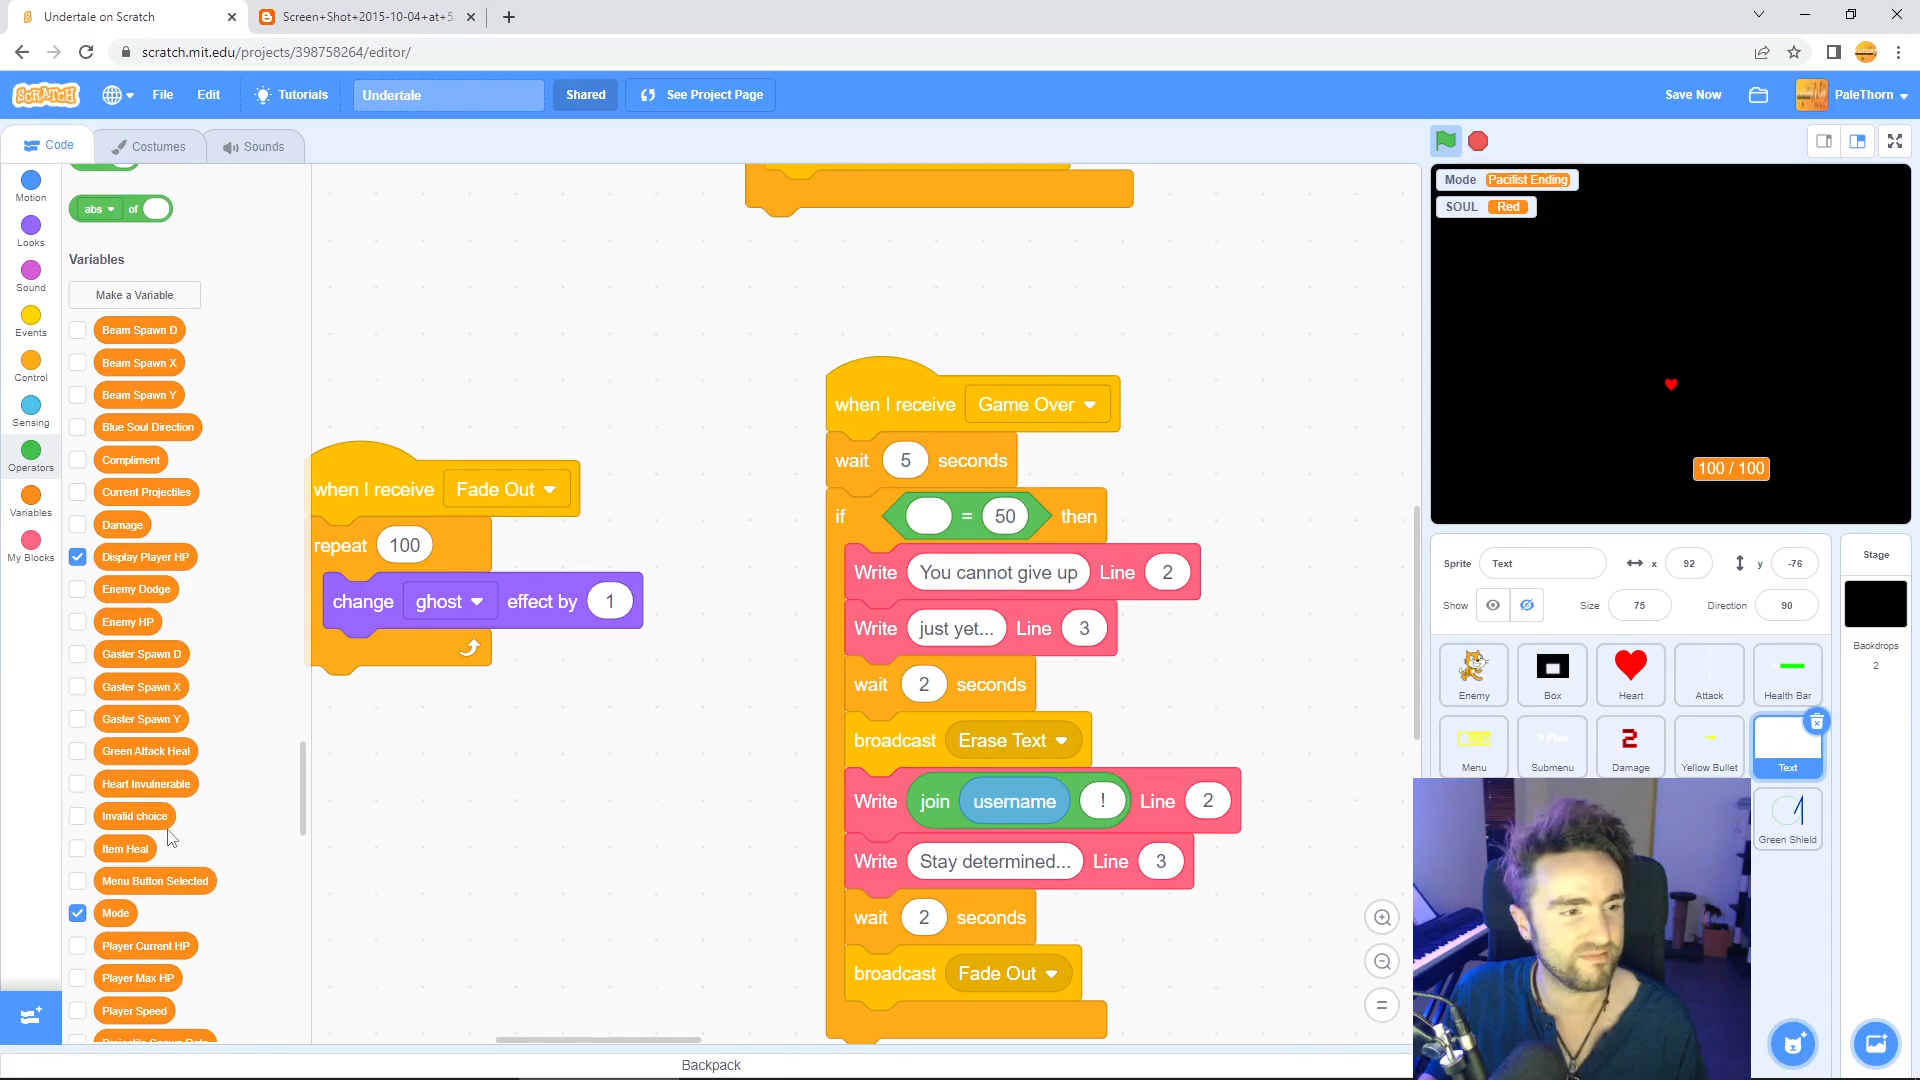 Undertale on Scratch
Screen+Shot+2015-10-04+at+5.
scratch.mit.edu/projects/398758264/editor/
SCRATCH
File
Edit
Tutorials
Undertale
Shared
See Project Page
Save Now
PaleThorn
Code
Costumes
Sounds
Motion
Looks
Sound
Events
Control
Sensing
Operators
Variables
My Blocks
abs of
Variables
Make a Variable
Beam Spawn D
Beam Spawn X
Beam Spawn Y
Blue Soul Direction
Compliment
Current Projectiles
Damage
Display Player HP
Enemy Dodge
Enemy HP
Gaster Spawn D
Gaster Spawn X
Gaster Spawn Y
Green Attack Heal
Heart Invulnerable
Invalid choice
Item Heal
Menu Button Selected
Mode
Player Current HP
Player Max HP
Player Speed
when I receive Fade Out
repeat 100
change ghost effect by 1
when I receive Game Over
wait 5 seconds
if = 50 then
Write You cannot give up Line 2
Write just yet... Line 3
wait 2 seconds
broadcast Erase Text
Write join username ! Line 2
Write Stay determined... Line 3
wait 2 seconds
broadcast Fade Out
Backpack
Mode Pacifist Ending
SOUL Red
100 / 100
Sprite Text x 92 y -76
Show Size 75 Direction 90
Stage
Backdrops
2
Enemy
Box
Heart
Attack
Health Bar
Menu
Submenu
Damage
Yellow Bullet
Text
Green Shield